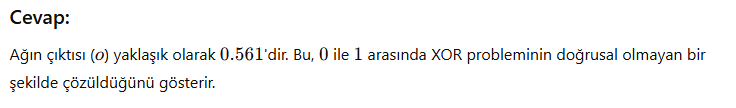 Cevap:
Ağın çıktısı (o) yaklaşık olarak 0.561'dir. Bu, 0 ile 1 arasında XOR probleminin doğrusal olmayan bir
şekilde çözüldüğünü gösterir.